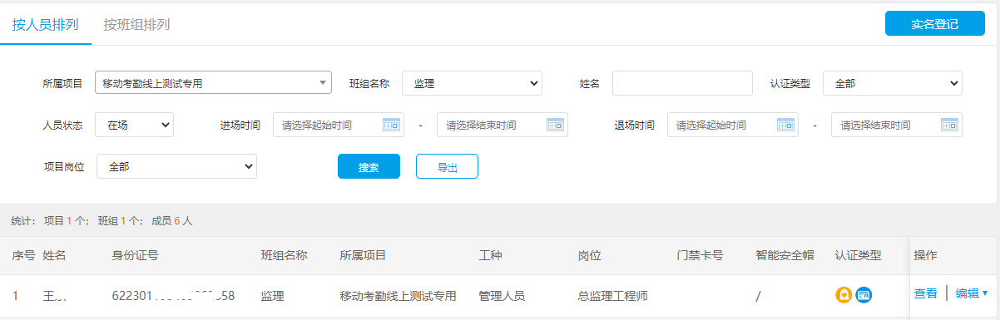 按人员排列 按班组排列 实名登记
所属项目 移动考勤线上测试专用 班组名称 监理 姓名 认证类型 全部
人员状态 在场 进场时间 请选择起始时间 - 请选择结束时间 退场时间 请选择起始时间 - 请选择结束时间
项目岗位 全部 搜索 导出
统计： 项目 1 个； 班组 1 个； 成员 6 人
序号 姓名 身份证号 班组名称 所属项目 工种 岗位 门禁卡号 智能安全帽 认证类型 操作
1 王 监理 移动考勤线上测试专用 管理人员 总监理工程师 / 查看 | 编辑 ▾